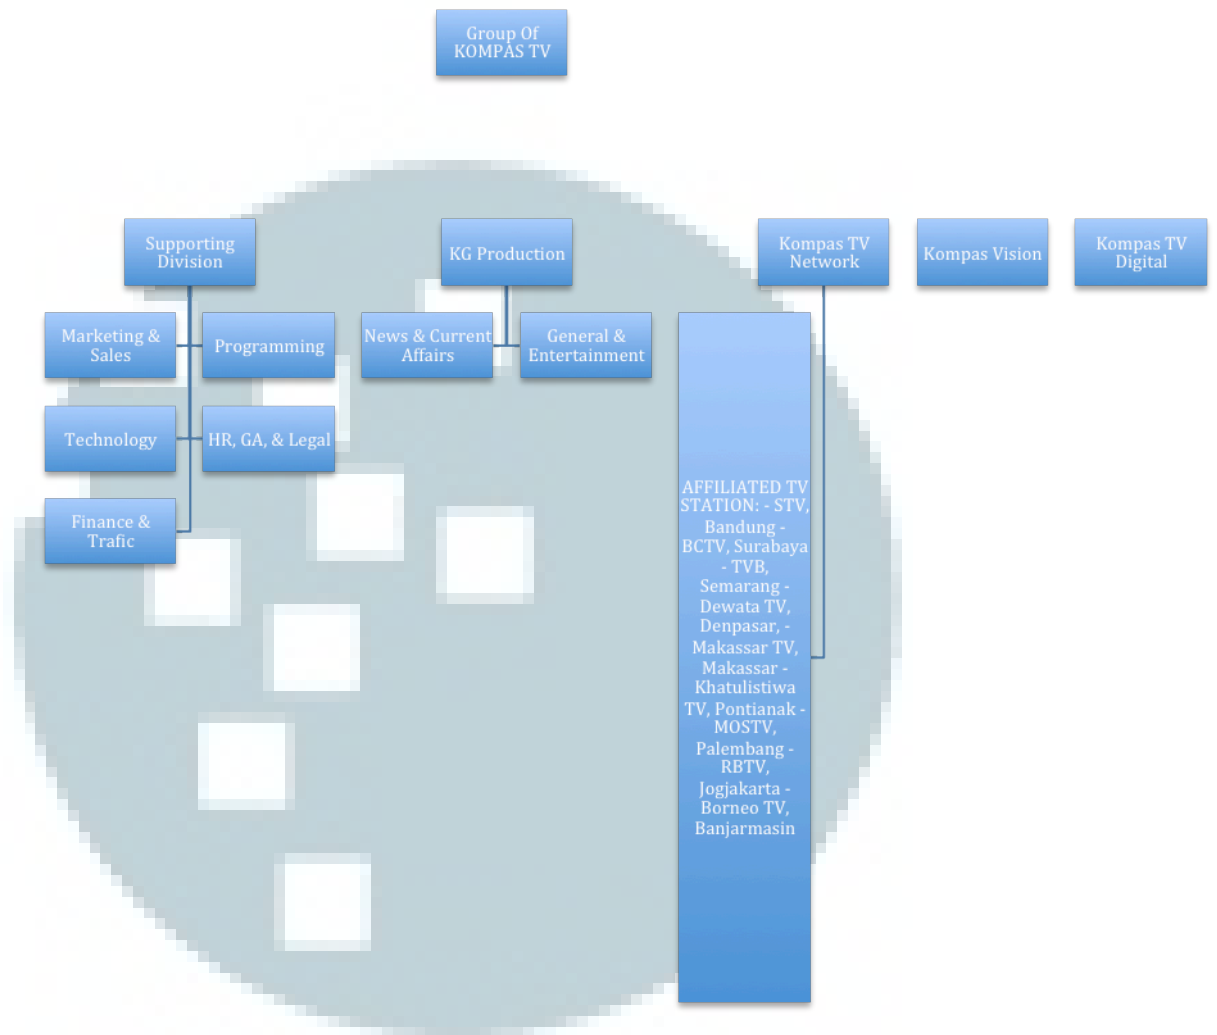 Group Of
KOMPAS TV
Supporting
Division
KG Production
Kompas TV
Network
Kompas Vision
Kompas TV
Digital
Marketing &
Sales
Programming
News & Current
Affairs
General &
Entertainment
Technology
HR, GA, & Legal
Finance &
Trafic
AFFILIATED TV
STATION: - STV,
Bandung -
BCTV, Surabaya
- TVB,
Semarang -
Dewata TV,
Denpasar, -
Makassar TV,
Makassar -
Khatulistiwa
TV, Pontianak -
MOSTV,
Palembang -
RBTV,
Jogjakarta -
Borneo TV,
Banjarmasin